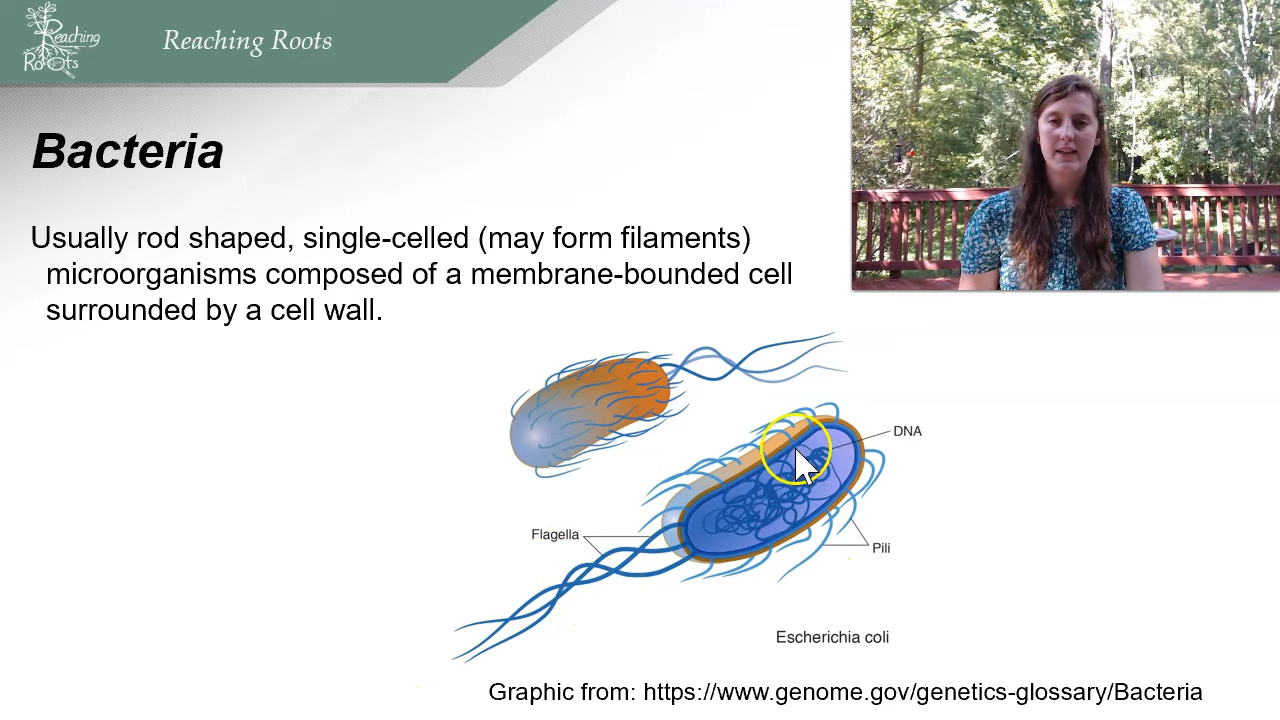 Reaching
Roots
Reaching Roots
Bacteria
Usually rod shaped, single-celled (may form filaments)
microorganisms composed of a membrane-bounded cell
surrounded by a cell wall.
DNA
Flagella
Pili
Escherichia coli
Graphic from: https://www.genome.gov/genetics-glossary/Bacteria